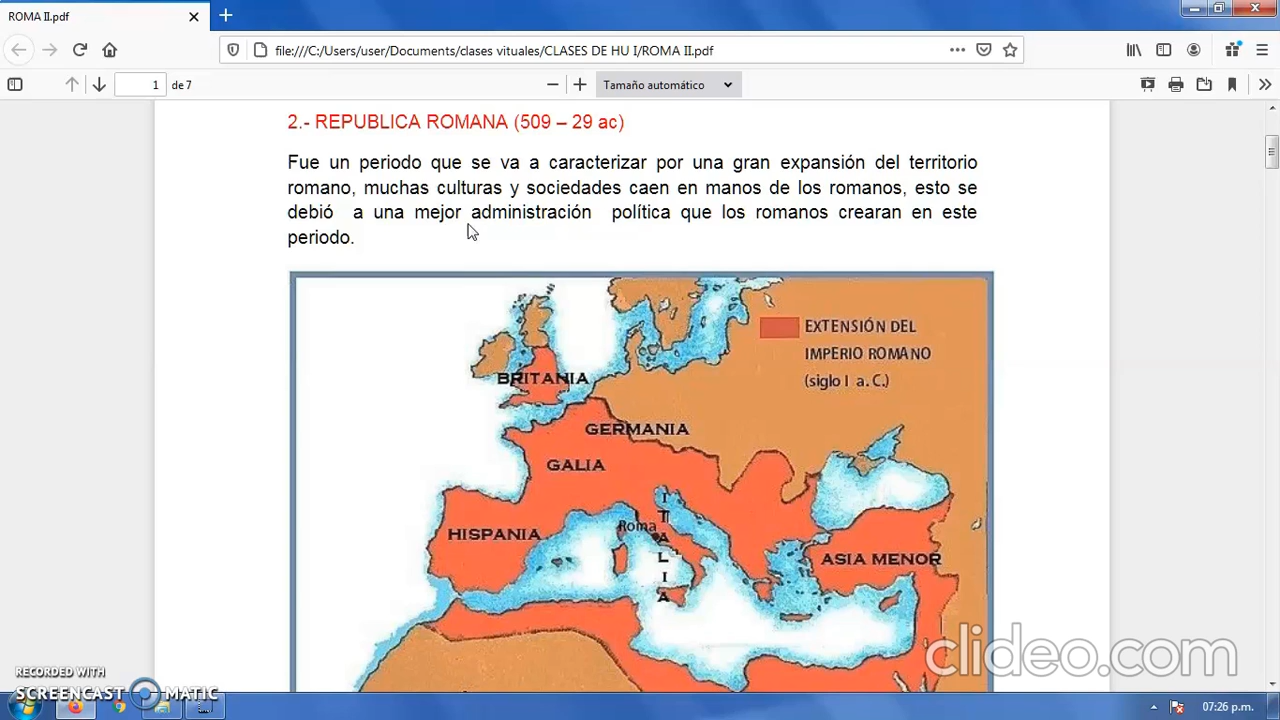 ROMA II.pdf
file:///C:/Users/user/Documents/clases vituales/CLASES DE HU I/ROMA II.pdf
1 de 7
Tamaño automático
2.- REPUBLICA ROMANA (509 – 29 ac)
Fue un periodo que se va a caracterizar por una gran expansión del territorio
romano, muchas culturas y sociedades caen en manos de los romanos, esto se
debió a una mejor administración política que los romanos crearan en este
periodo.
EXTENSIÓN DEL
IMPERIO ROMANO
(siglo I a. C.)
BRITANIA
GERMANIA
GALIA
HISPANIA
Roma
ITALIA
ASIA MENOR
clideo.com
RECORDED WITH
SCREENCAST MATIC
07:26 p.m.